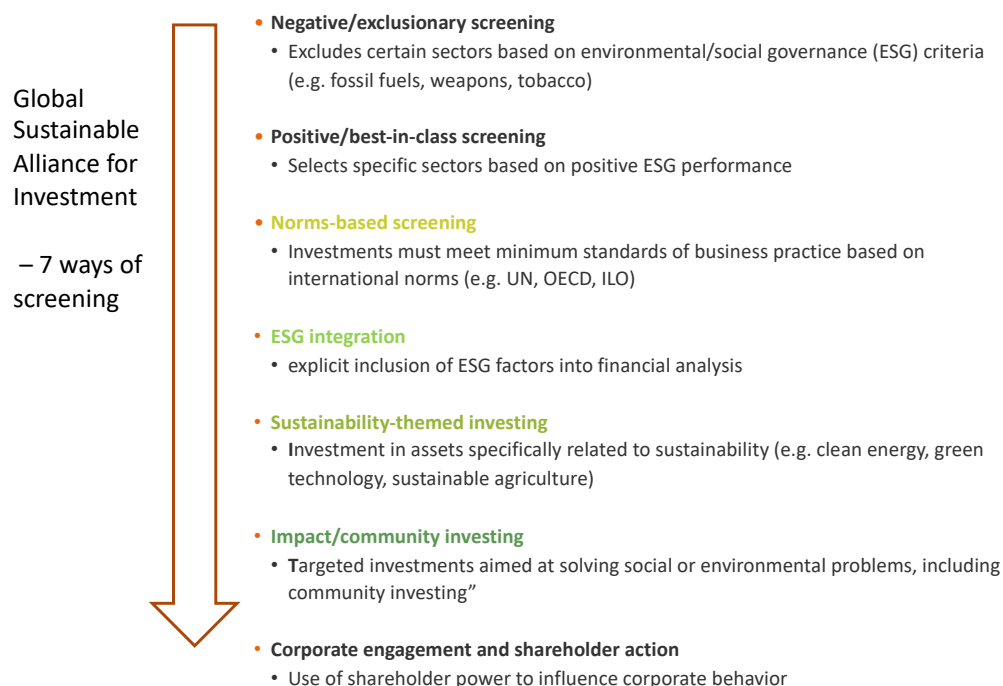 Global
Sustainable
Alliance for
Investment
– 7 ways of
screening
• Negative/exclusionary screening
• Excludes certain sectors based on environmental/social governance (ESG) criteria
(e.g. fossil fuels, weapons, tobacco)
• Positive/best-in-class screening
• Selects specific sectors based on positive ESG performance
• Norms-based screening
• Investments must meet minimum standards of business practice based on
international norms (e.g. UN, OECD, ILO)
• ESG integration
• explicit inclusion of ESG factors into financial analysis
• Sustainability-themed investing
• Investment in assets specifically related to sustainability (e.g. clean energy, green
technology, sustainable agriculture)
• Impact/community investing
• Targeted investments aimed at solving social or environmental problems, including
community investing”
• Corporate engagement and shareholder action
• Use of shareholder power to influence corporate behavior